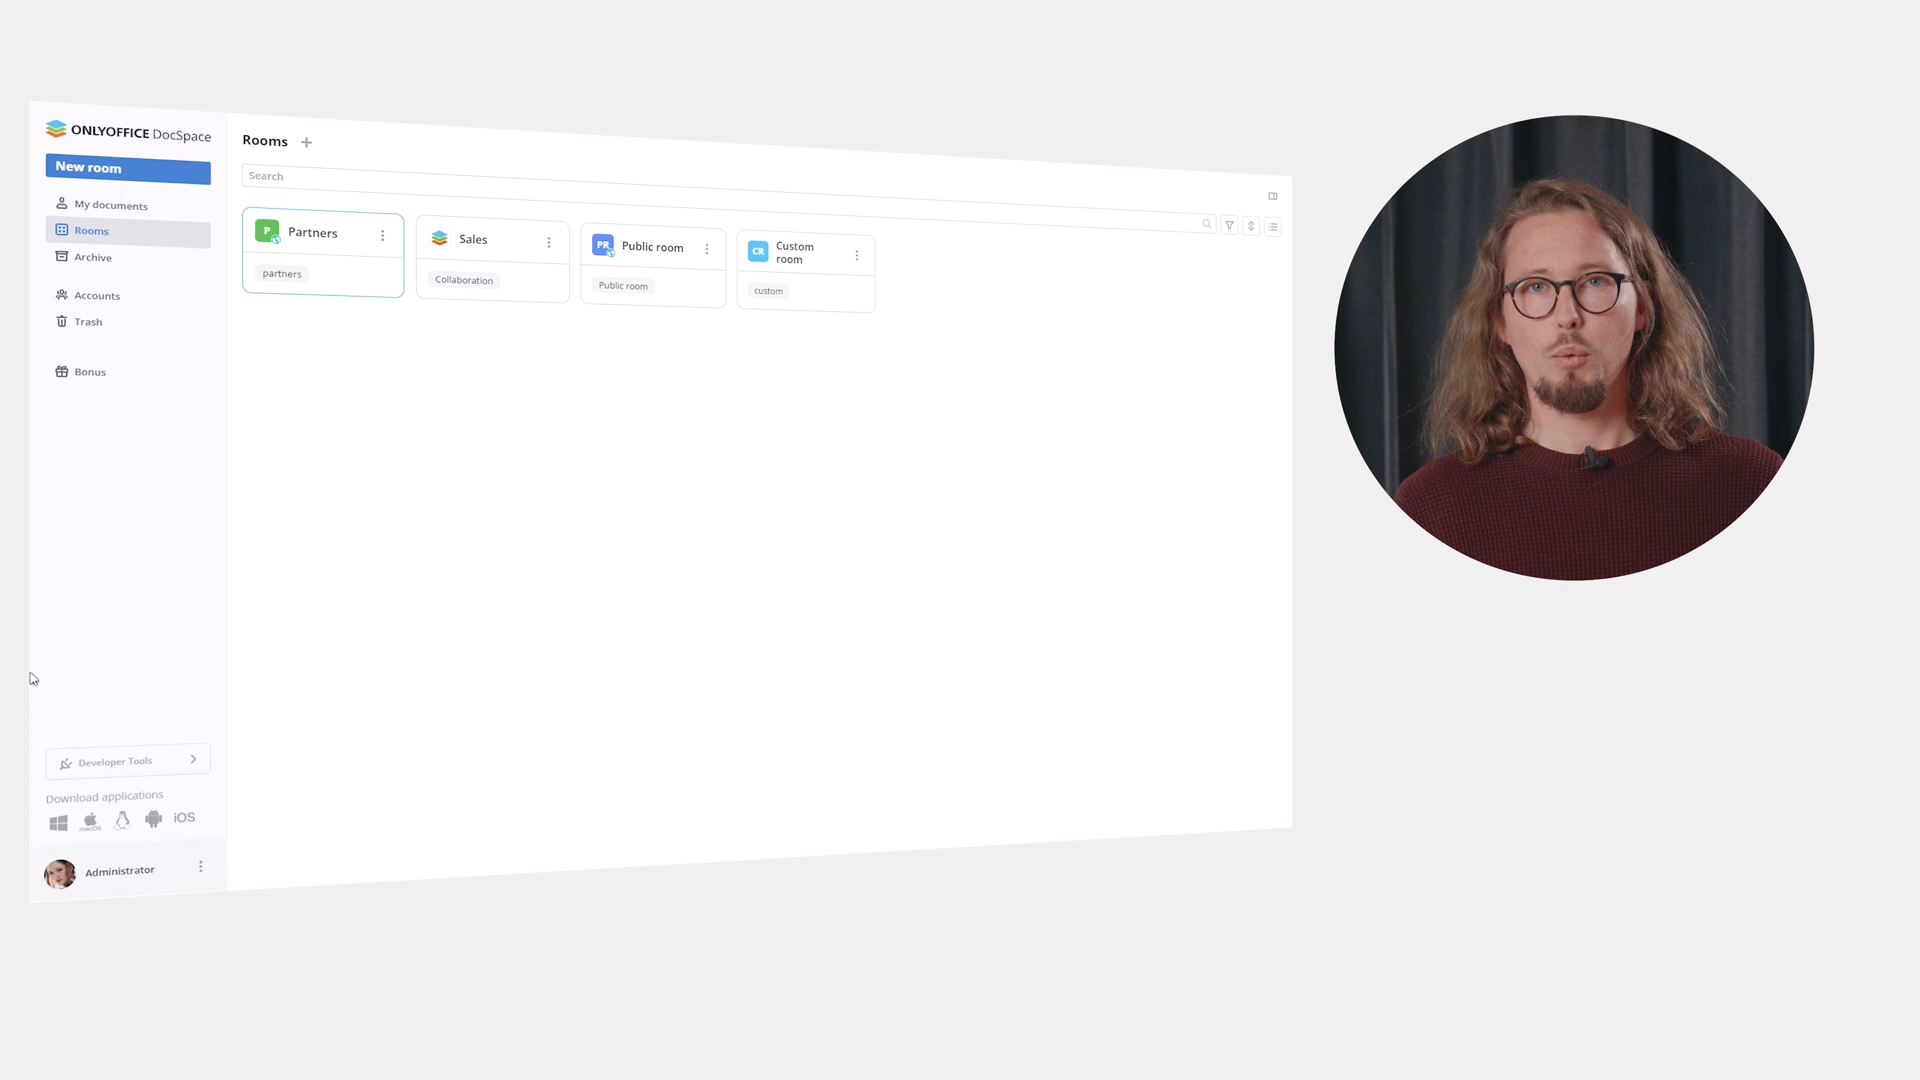 ONLYOFFICE DocSpace
New room
My documents
Rooms
Archive
Accounts
Trash
Bonus
Developer Tools
Download applications
macOS
iOS
Administrator
Rooms
Search
P
Partners
partners
Sales
Collaboration
PR
Public room
Public room
CR
Custom
room
custom